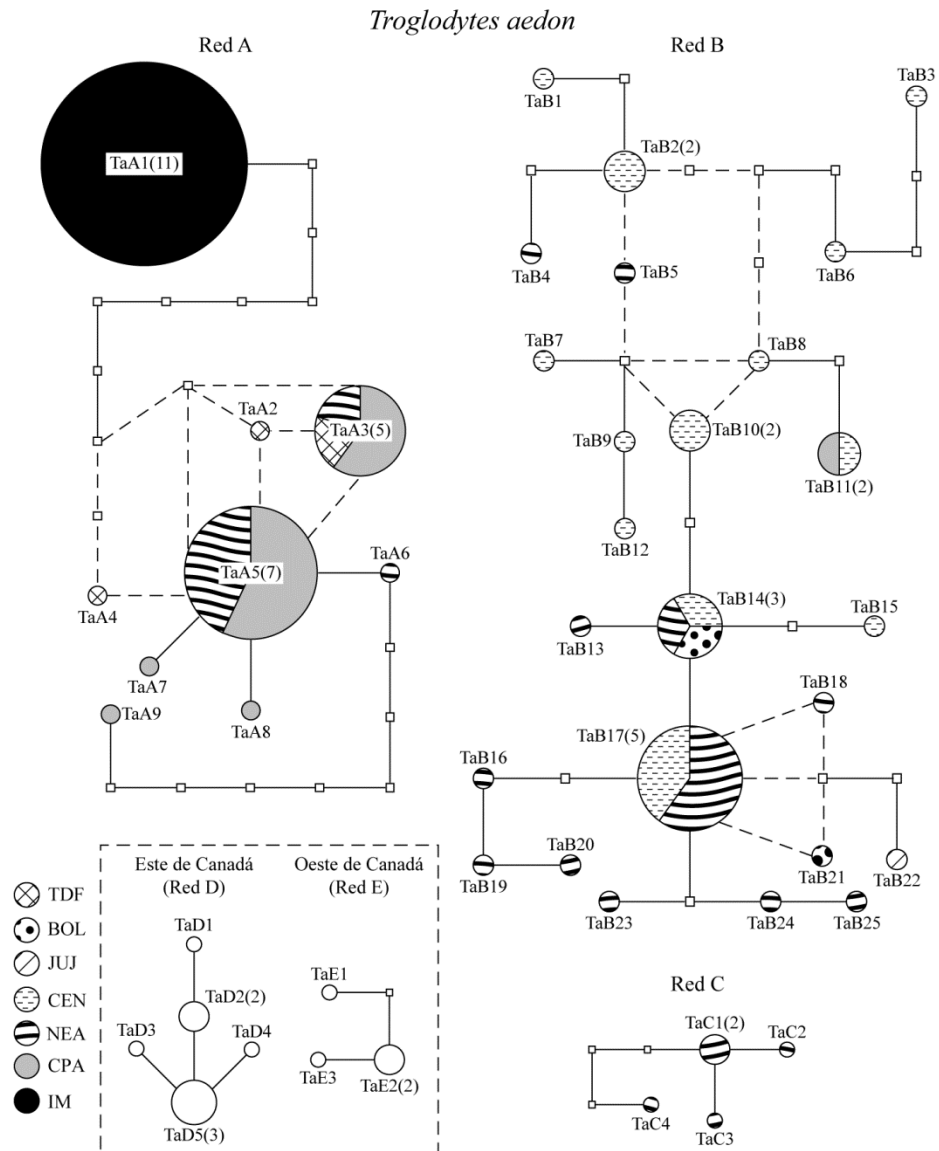 Troglodytes aedon
Red A
TaA1(11)
TaA2
TaA3(5)
TaA4
TaA5(7)
TaA6
TaA7
TaA8
TaA9
Red B
TaB1
TaB2(2)
TaB3
TaB4
TaB5
TaB6
TaB7
TaB8
TaB9
TaB10(2)
TaB11(2)
TaB12
TaB13
TaB14(3)
TaB15
TaB16
TaB17(5)
TaB18
TaB19
TaB20
TaB21
TaB22
TaB23
TaB24
TaB25
TDF
BOL
JUJ
CEN
NEA
CPA
IM
Este de Canadá
(Red D)
TaD1
TaD2(2)
TaD3
TaD4
TaD5(3)
Oeste de Canadá
(Red E)
TaE1
TaE3
TaE2(2)
Red C
TaC1(2)
TaC2
TaC4
TaC3